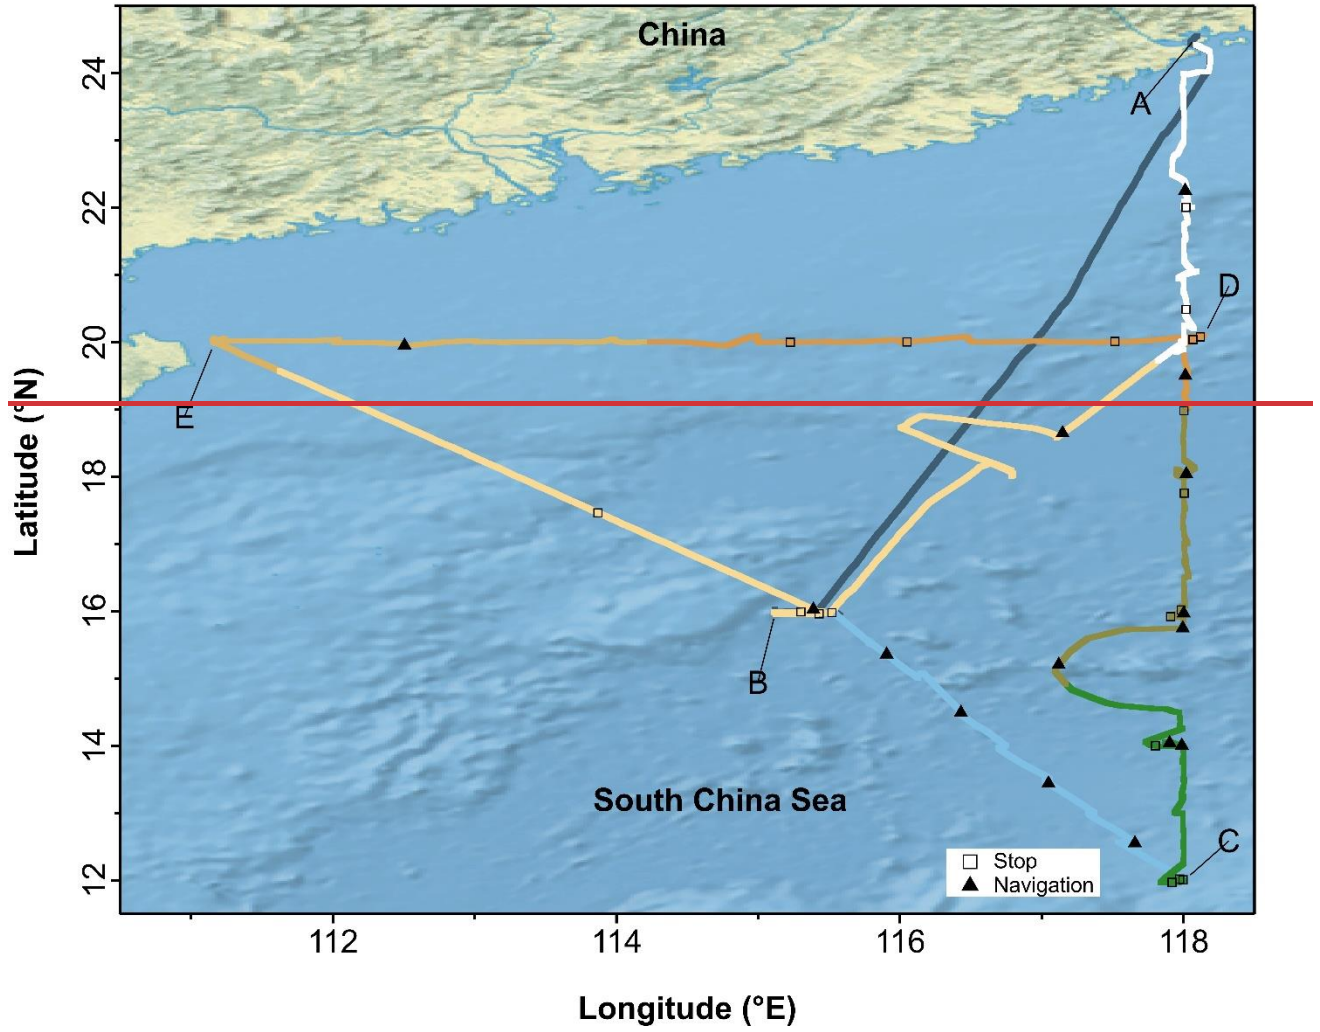 China
24
A
22
D
20
E
18
16
B
14
South China Sea
C
12
Stop
Navigation
112
114
116
118
Latitude (°N)
Longitude (°E)